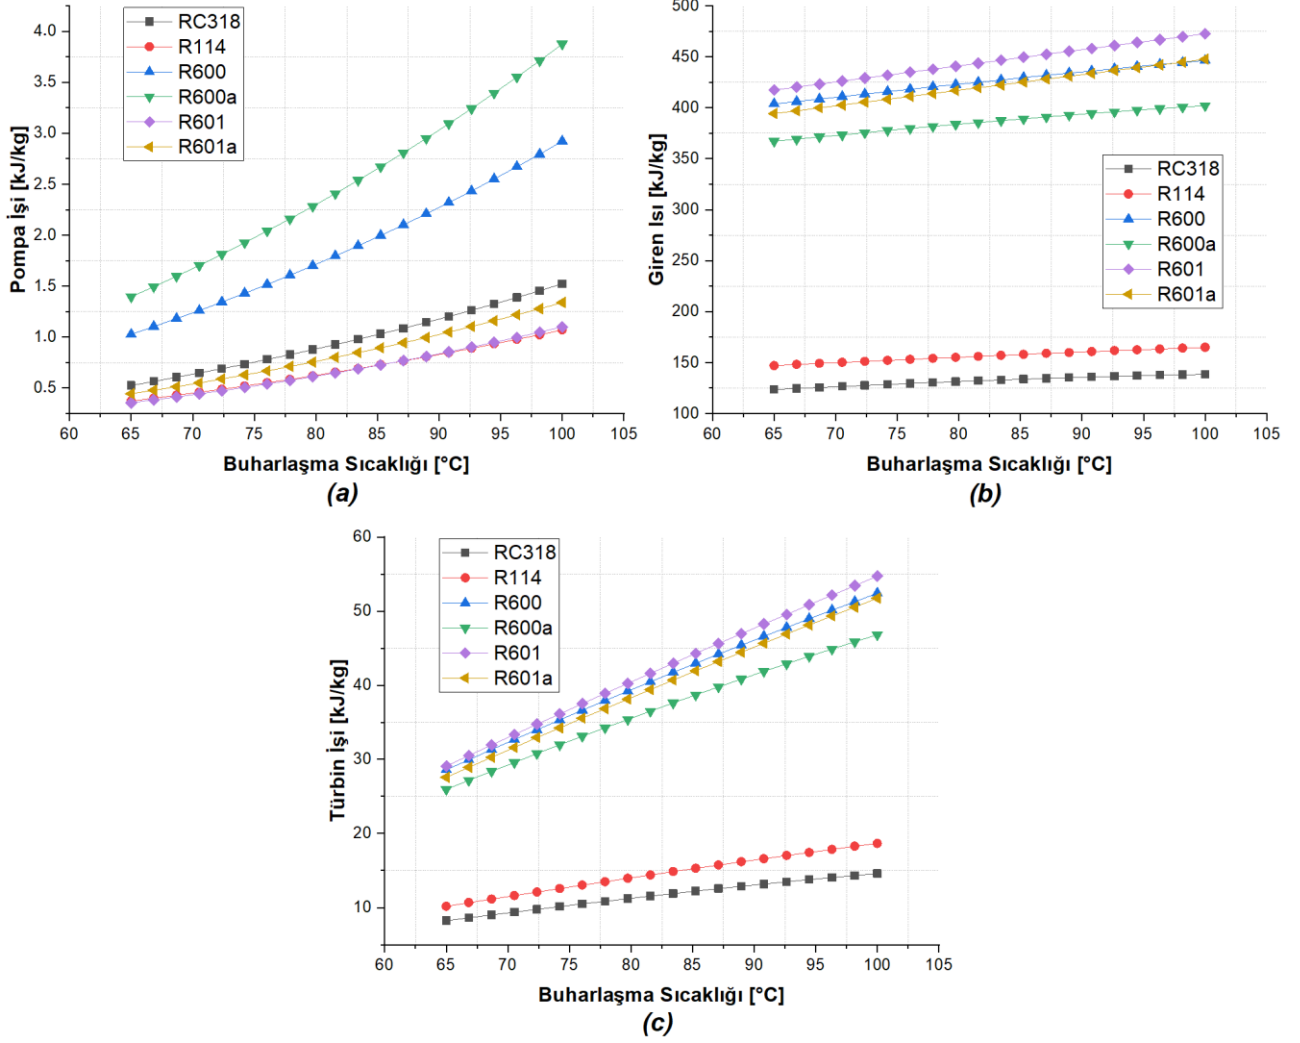 RC318
R114
R600
R600a
R601
R601a
Pompa İşi [kJ/kg]
4.0
3.5
3.0
2.5
2.0
1.5
1.0
0.5
60 65 70 75 80 85 90 95 100 105
Buharlaşma Sıcaklığı [°C]
(a)
Giren Isı [kJ/kg]
500
450
400
350
300
250
200
150
100
RC318
R114
R600
R600a
R601
R601a
60 65 70 75 80 85 90 95 100 105
Buharlaşma Sıcaklığı [°C]
(b)
Türbin İşi [kJ/kg]
60
50
40
30
20
10
RC318
R114
R600
R600a
R601
R601a
60 65 70 75 80 85 90 95 100 105
Buharlaşma Sıcaklığı [°C]
(c)